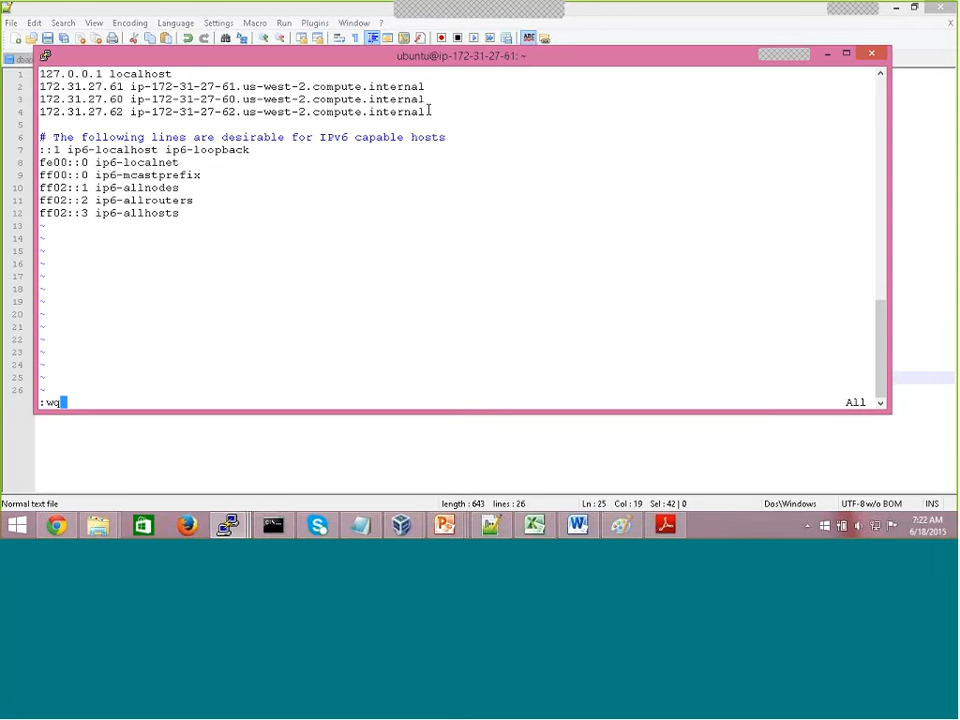 File Edit Search View Encoding Language Settings Macro Run Plugins Window ? X
ubuntu@ip-172-31-27-61: ~
1
2
3
4
5
6
7
8
9
10
11
12
13
14
15
16
17
18
19
20
21
22
23
24
25
26
127.0.0.1 localhost
172.31.27.61 ip-172-31-27-61.us-west-2.compute.internal
172.31.27.60 ip-172-31-27-60.us-west-2.compute.internal
172.31.27.62 ip-172-31-27-62.us-west-2.compute.internal
# The following lines are desirable for IPv6 capable hosts
::1 ip6-localhost ip6-loopback
fe00::0 ip6-localnet
ff00::0 ip6-mcastprefix
ff02::1 ip6-allnodes
ff02::2 ip6-allrouters
ff02::3 ip6-allhosts
~
~
~
~
~
~
~
~
~
~
~
~
~
~
:wq All
Normal text file length : 643 lines : 26 Ln : 25 Col : 19 Sel : 42 | 0 Dos\Windows UTF-8 w/o BOM INS
7:22 AM
6/18/2015